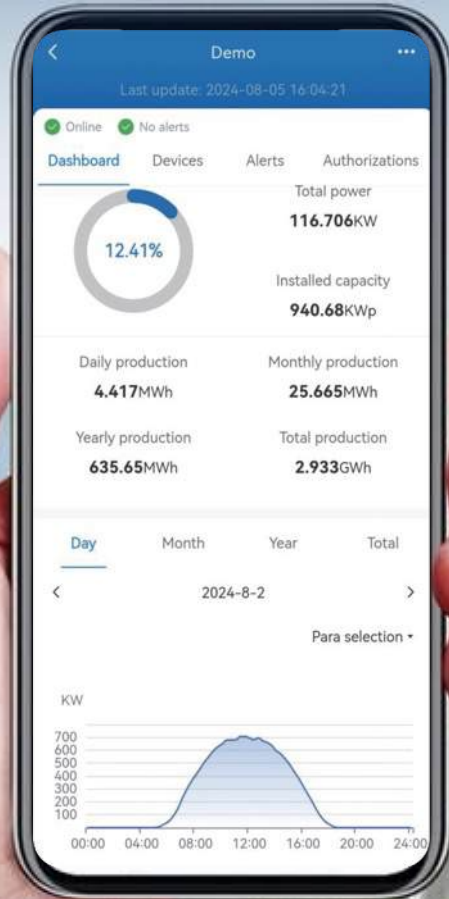 Demo
Last update: 2024-08-05 16:04:21
Online No alerts
Dashboard Devices Alerts Authorizations
12.41%
Total power
116.706KW
Installed capacity
940.68KWp
Daily production Monthly production
4.417MWh 25.665MWh
Yearly production Total production
635.65MWh 2.933GWh
Day Month Year Total
2024-8-2
Para selection
KW
700
600
500
400
300
200
100
00:00 04:00 08:00 12:00 16:00 20:00 24:00